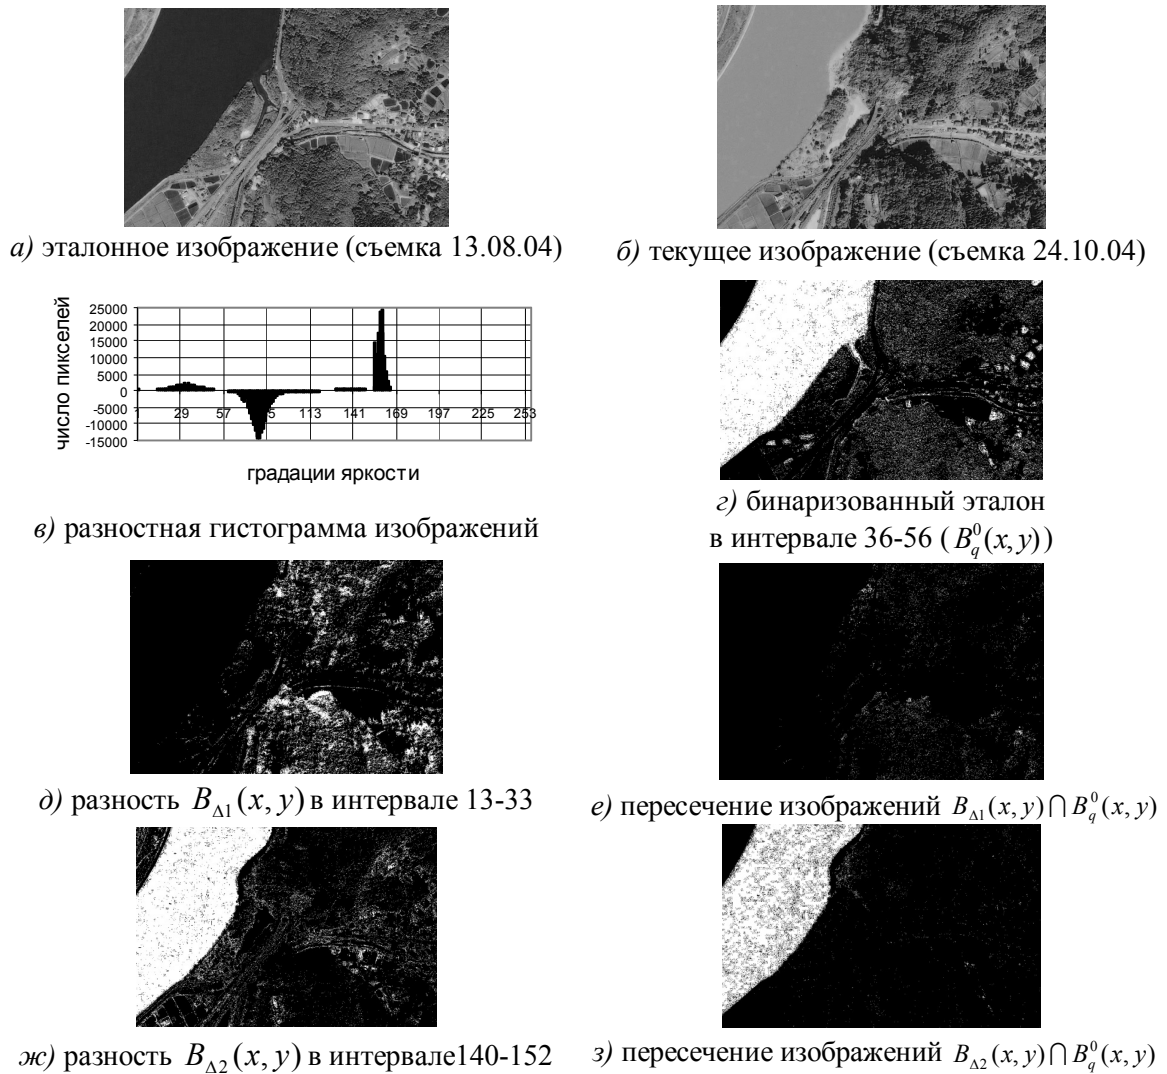 а) эталонное изображение (съемка 13.08.04)
б) текущее изображение (съемка 24.10.04)
число пикселей
25000
20000
15000
10000
5000
0
-5000
-10000
-15000
29 57 113 141 169 197 225 253
градации яркости
в) разностная гистограмма изображений
г) бинаризованный эталон
в интервале 36-56 ( B_q^0(x, y) )
д) разность B_Δ1(x, y) в интервале 13-33
е) пересечение изображений B_Δ1(x, y) ⋂ B_q^0(x, y)
ж) разность B_Δ2(x, y) в интервале140-152
з) пересечение изображений B_Δ2(x, y) ⋂ B_q^0(x, y)